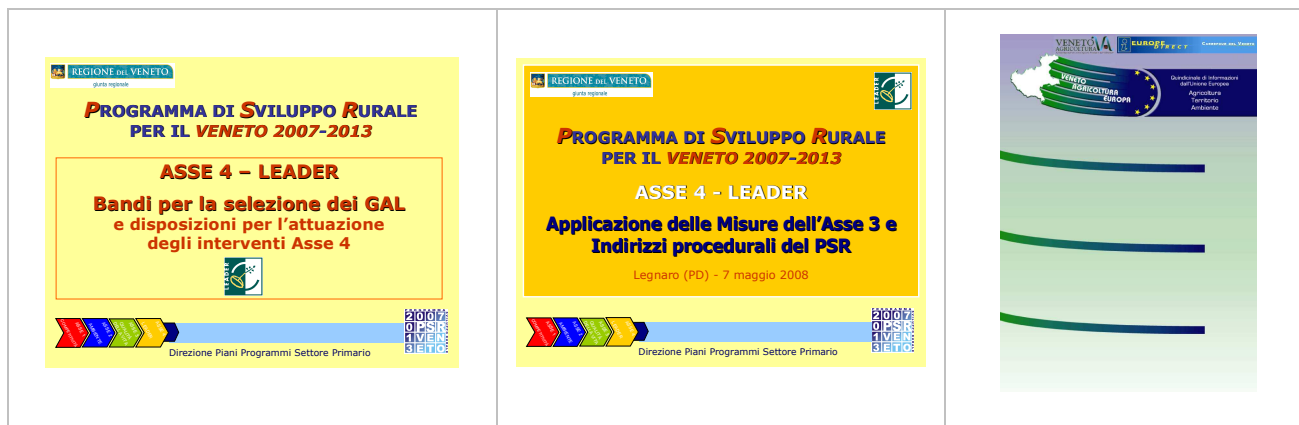 REGIONE DEL VENETO
giunta regionale
PROGRAMMA DI SVILUPPO RURALE
PER IL VENETO 2007-2013
ASSE 4 – LEADER
Bandi per la selezione dei GAL
e disposizioni per l'attuazione
degli interventi Asse 4
LEADER
2007
0PSR
1VEN
3ETO
Direzione Piani Programmi Settore Primario
REGIONE DEL VENETO
giunta regionale
LEADER
PROGRAMMA DI SVILUPPO RURALE
PER IL VENETO 2007-2013
ASSE 4 - LEADER
Applicazione delle Misure dell'Asse 3 e
Indirizzi procedurali del PSR
Legnaro (PD) - 7 maggio 2008
2007
0PSR
1VEN
3ETO
Direzione Piani Programmi Settore Primario
VENETO
AGRICOLTURA
EUROPE DIRECT
CARREFOUR DEL VENETO
VENETO
AGRICOLTURA
EUROPA
Quindicinale di Informazioni
dall'Unione Europea
Agricoltura
Territorio
Ambiente